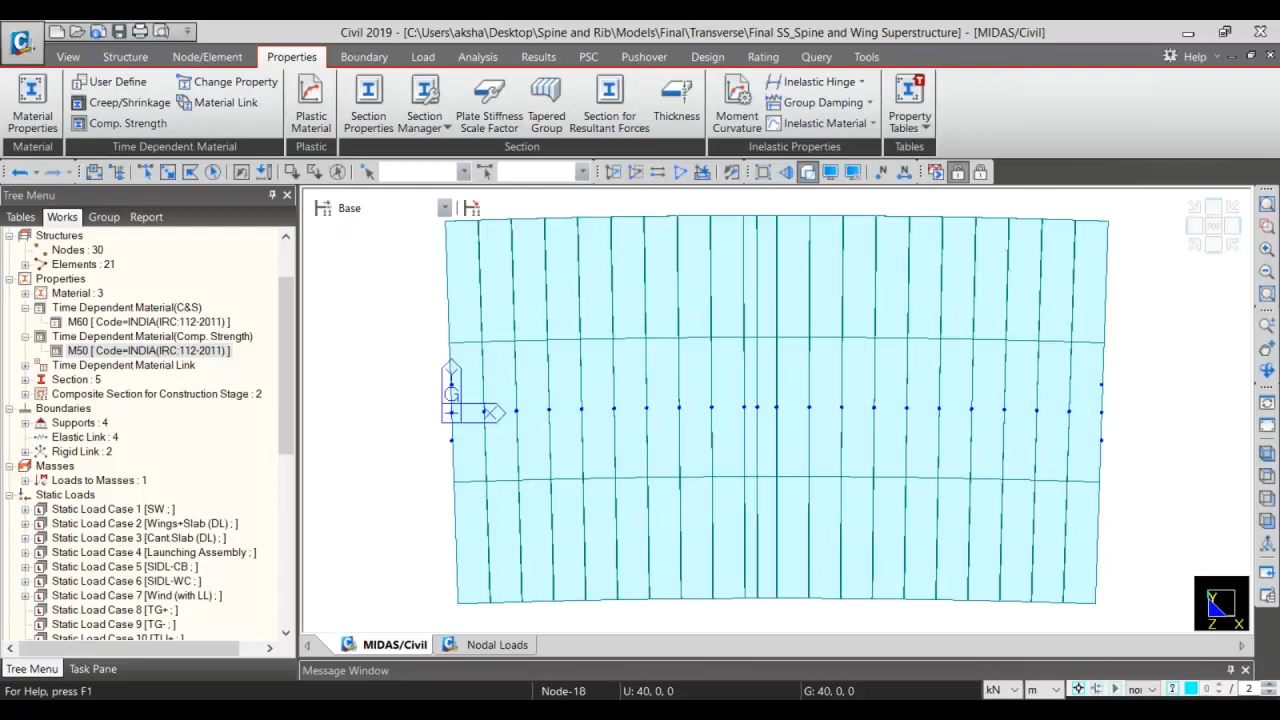 Civil 2019 - [C:\Users\aksha\Desktop\Spine and Rib\Models\Final\Transverse\Final SS_Spine and Wing Superstructure] - [MIDAS/Civil]
View Structure Node/Element Properties Boundary Load Analysis Results PSC Pushover Design Rating Query Tools Help
User Define Change Property Inelastic Hinge
Creep/Shrinkage Material Link Group Damping
Comp. Strength Inelastic Material
Material Properties
Plastic Material
Section Properties
Section Manager
Plate Stiffness Scale Factor
Tapered Group
Section for Resultant Forces
Thickness
Moment Curvature
Property Tables
Material Time Dependent Material Plastic Section Inelastic Properties Tables
Tree Menu
Tables Works Group Report
Base
TOP
Structures
Nodes : 30
Elements : 21
Properties
Material : 3
Time Dependent Material(C&S)
M60 [ Code=INDIA(IRC:112-2011) ]
Time Dependent Material(Comp. Strength)
M50 [ Code=INDIA(IRC:112-2011) ]
Time Dependent Material Link
Section : 5
Composite Section for Construction Stage : 2
Boundaries
Supports : 4
Elastic Link : 4
Rigid Link : 2
Masses
Loads to Masses : 1
Static Loads
Static Load Case 1 [SW ; ]
Static Load Case 2 [Wings+Slab (DL) ; ]
Static Load Case 3 [Cant.Slab (DL) ; ]
Static Load Case 4 [Launching Assembly ; ]
Static Load Case 5 [SIDL-CB ; ]
Static Load Case 6 [SIDL-WC ; ]
Static Load Case 7 [Wind (with LL) ; ]
Static Load Case 8 [TG+ ; ]
Static Load Case 9 [TG- ; ]
Static Load Case 10 [TU+ ; ]
Y
G
X
Y
Z X
MIDAS/Civil Nodal Loads
Tree Menu Task Pane
Message Window
For Help, press F1 Node-18 U: 40, 0, 0 G: 40, 0, 0 kN m nor 0 / 2